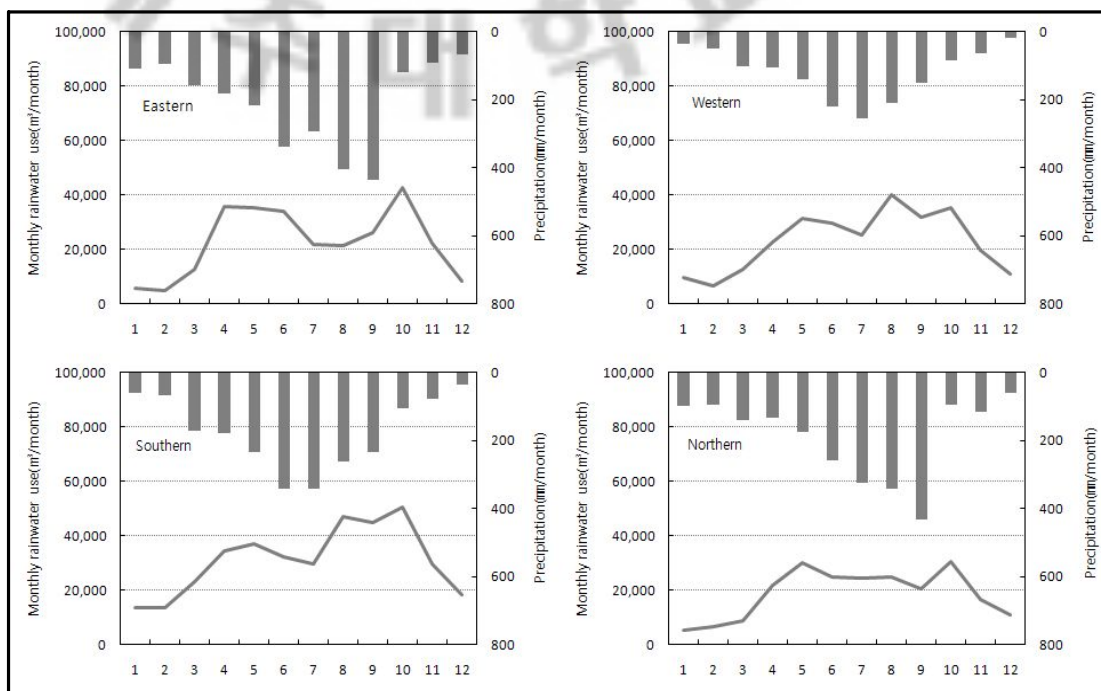 100,000
80,000
60,000
40,000
20,000
0
Monthly rainwater use(m³/month)
Eastern
0
200
400
600
800
Precipitation(㎜/month)
1 2 3 4 5 6 7 8 9 10 11 12
100,000
80,000
60,000
40,000
20,000
0
Monthly rainwater use(m³/month)
Western
0
200
400
600
800
Precipitation(㎜/month)
1 2 3 4 5 6 7 8 9 10 11 12
100,000
80,000
60,000
40,000
20,000
0
Monthly rainwater use(m³/month)
Southern
0
200
400
600
800
Precipitation(㎜/month)
1 2 3 4 5 6 7 8 9 10 11 12
100,000
80,000
60,000
40,000
20,000
0
Monthly rainwater use(m³/month)
Northern
0
200
400
600
800
Precipitation(㎜/month)
1 2 3 4 5 6 7 8 9 10 11 12